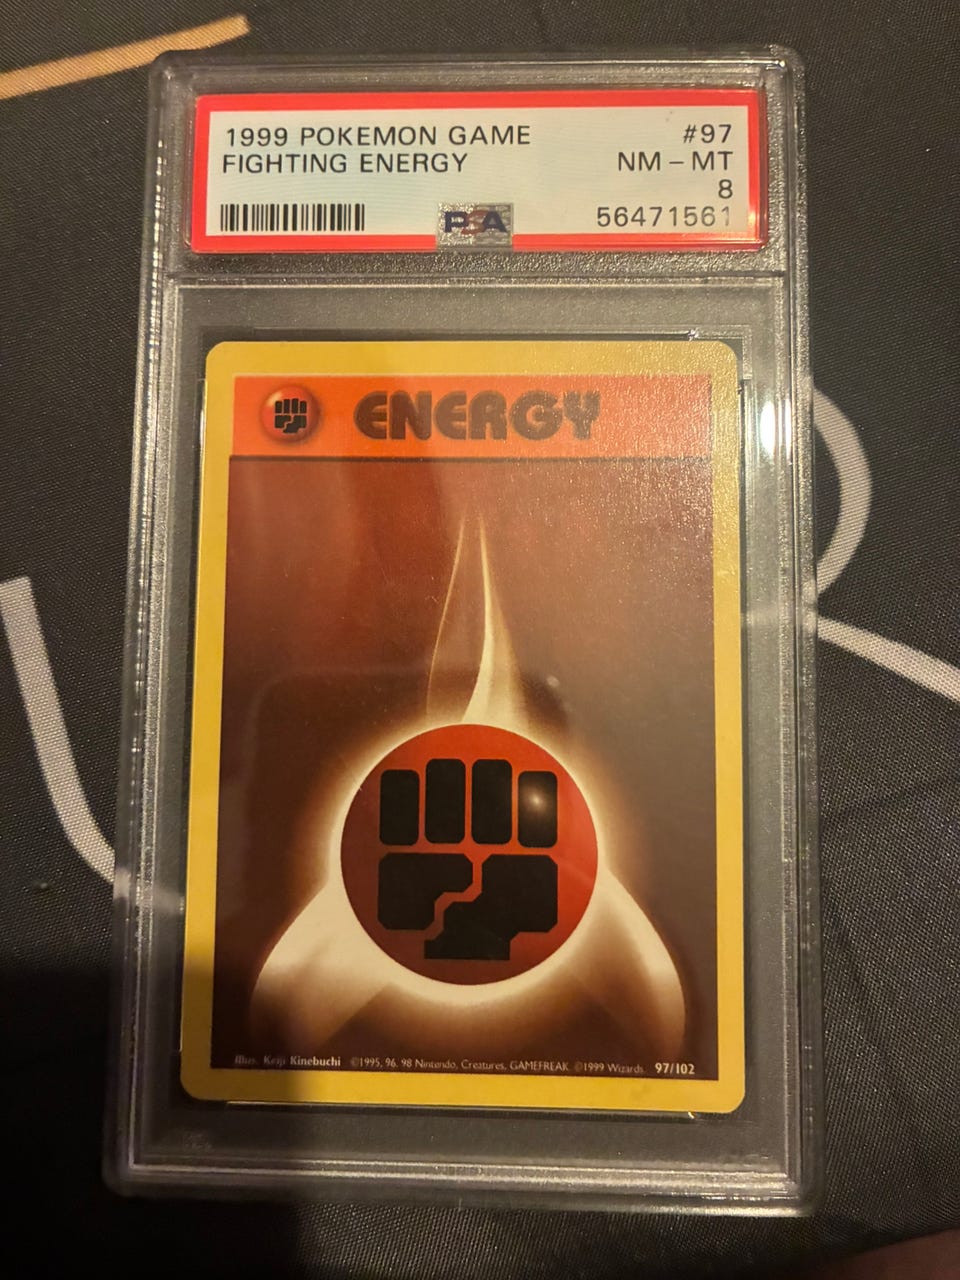 1999 POKEMON GAME #97
FIGHTING ENERGY NM - MT
8
PSA 56471561
ENERGY
Illus. Keiji Kinebuchi ©1995, 96, 98 Nintendo, Creatures, GAMEFREAK. ©1999 Wizards. 97/102